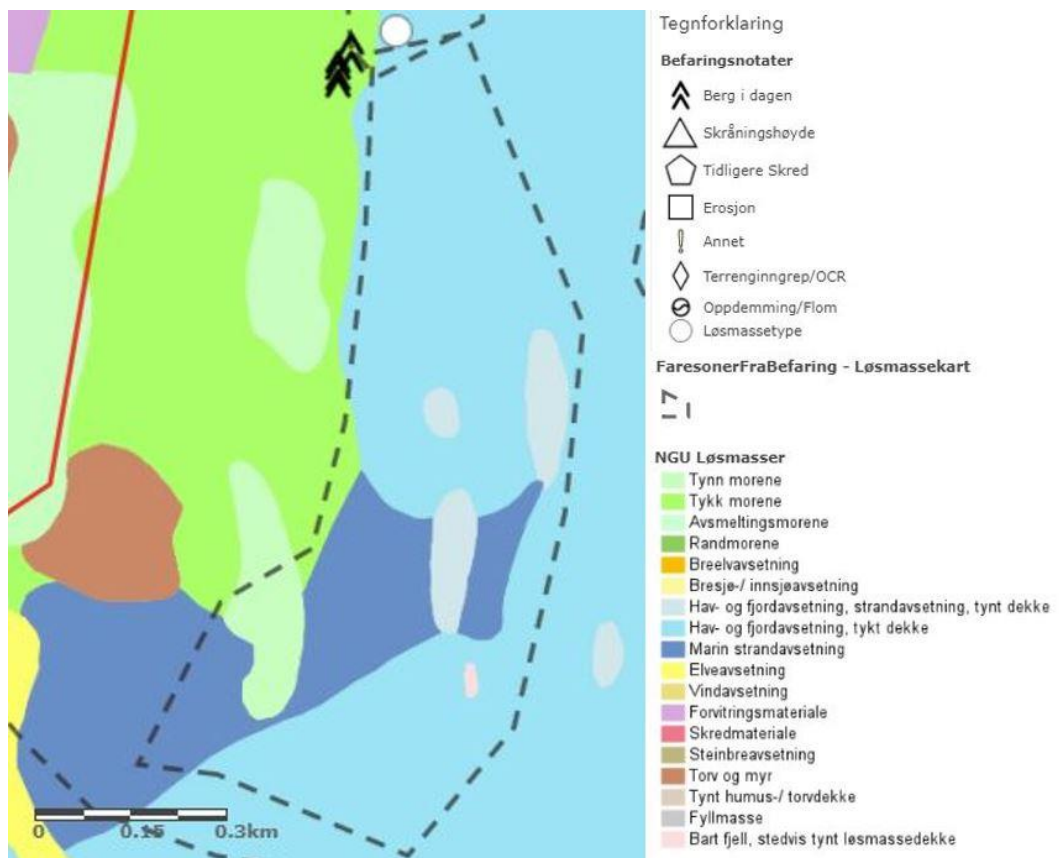 Tegnforklaring
Befaringsnotater
Berg i dagen
Skråningshøyde
Tidligere Skred
Erosjon
Annet
Terrenginngrep/OCR
Oppdemming/Flom
Løsmassetype
FaresonerFraBefaring - Løsmassekart
NGU Løsmasser
Tynn morene
Tykk morene
Avsmeltingsmorene
Randmorene
Breelvavsetning
Bresjø-/ innsjøavsetning
Hav- og fjordavsetning, strandavsetning, tynt dekke
Hav- og fjordavsetning, tykt dekke
Marin strandavsetning
Elveavsetning
Vindavsetning
Forvitringsmateriale
Skredmateriale
Steinbreavsetning
Torv og myr
Tynt humus-/ torvdekke
Fyllmasse
Bart fjell, stedvis tynt løsmassedekke
0 0.15 0.3km